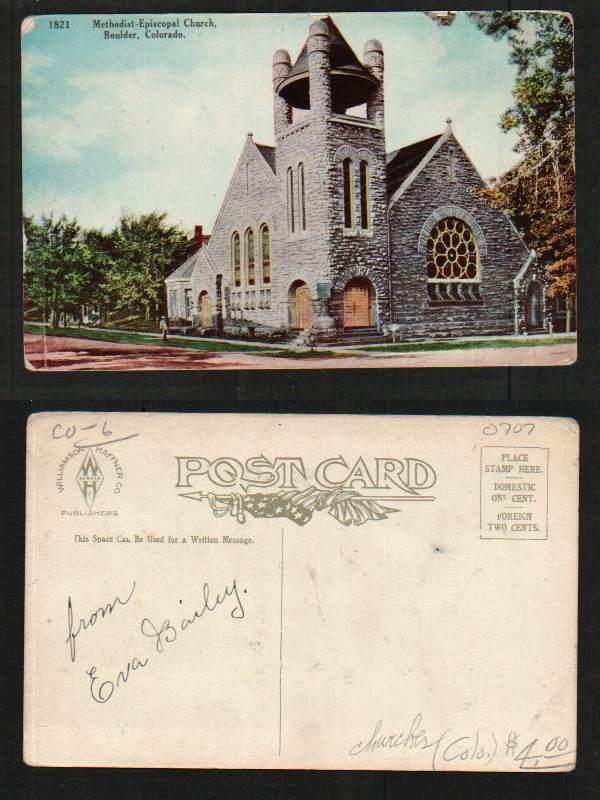 1821 Methodist-Episcopal Church,
Boulder, Colorado.
CO-6
0707
WILLIAMSON HAFFNER CO.
DENVER
WH
PUBLISHERS
POST CARD
PLACE
STAMP HERE.
DOMESTIC
ONE CENT.
FOREIGN
TWO CENTS.
This Space Can Be Used for a Written Message.
from
Eva Bailey.
churches (Colo.) $4.00